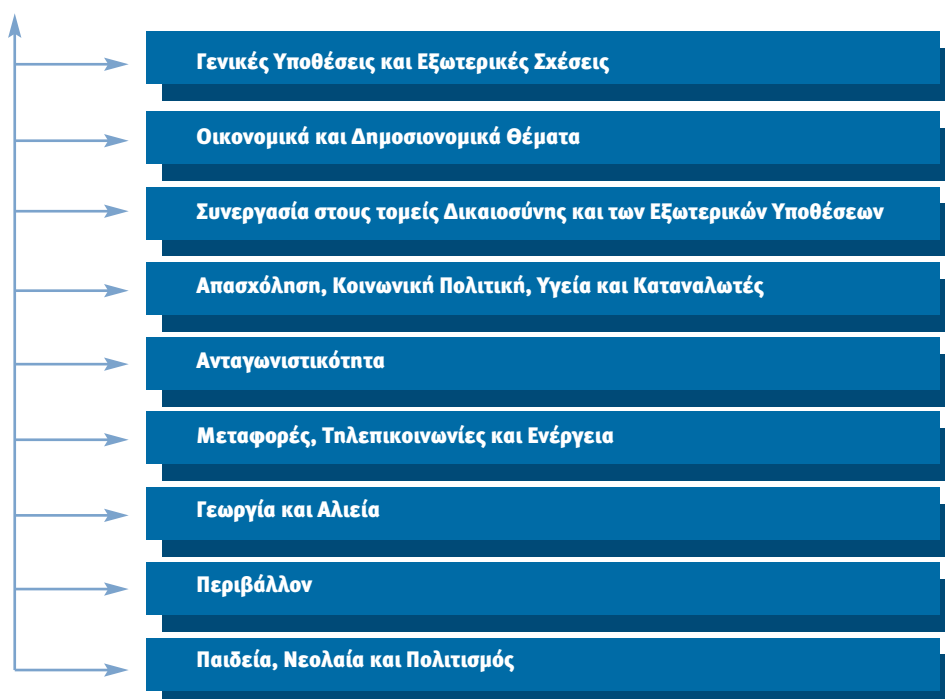 Γενικές Υποθέσεις και Εξωτερικές Σχέσεις
Οικονομικά και Δημοσιονομικά Θέματα
Συνεργασία στους τομείς Δικαιοσύνης και των Εξωτερικών Υποθέσεων
Απασχόληση, Κοινωνική Πολιτική, Υγεία και Καταναλωτές
Ανταγωνιστικότητα
Μεταφορές, Τηλεπικοινωνίες και Ενέργεια
Γεωργία και Αλιεία
Περιβάλλον
Παιδεία, Νεολαία και Πολιτισμός